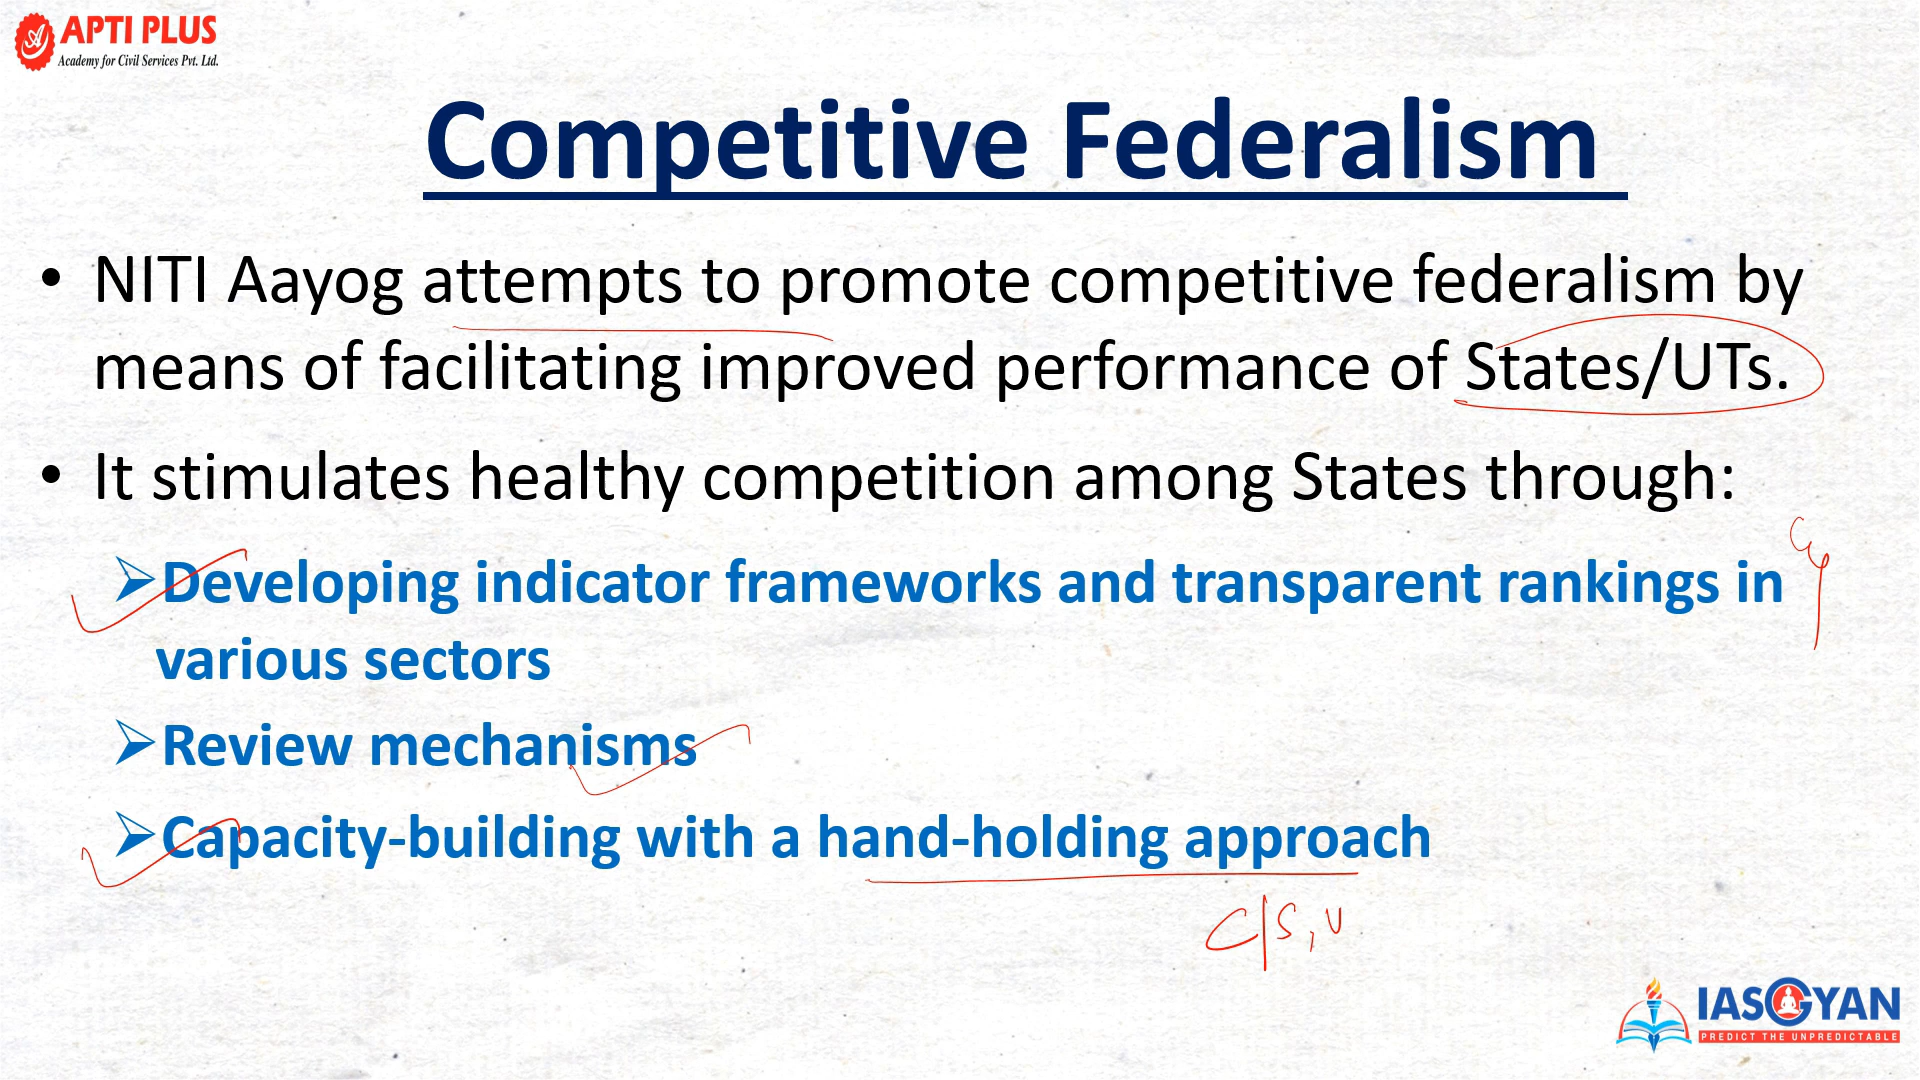 APTI PLUS
Academy for Civil Services Pvt. Ltd.
Competitive Federalism
• NITI Aayog attempts to promote competitive federalism by
means of facilitating improved performance of States/UTs.
• It stimulates healthy competition among States through:
➢Developing indicator frameworks and transparent rankings in
various sectors
➢Review mechanisms
➢Capacity-building with a hand-holding approach
C|S, U
IASGYAN
PREDICT THE UNPREDICTABLE